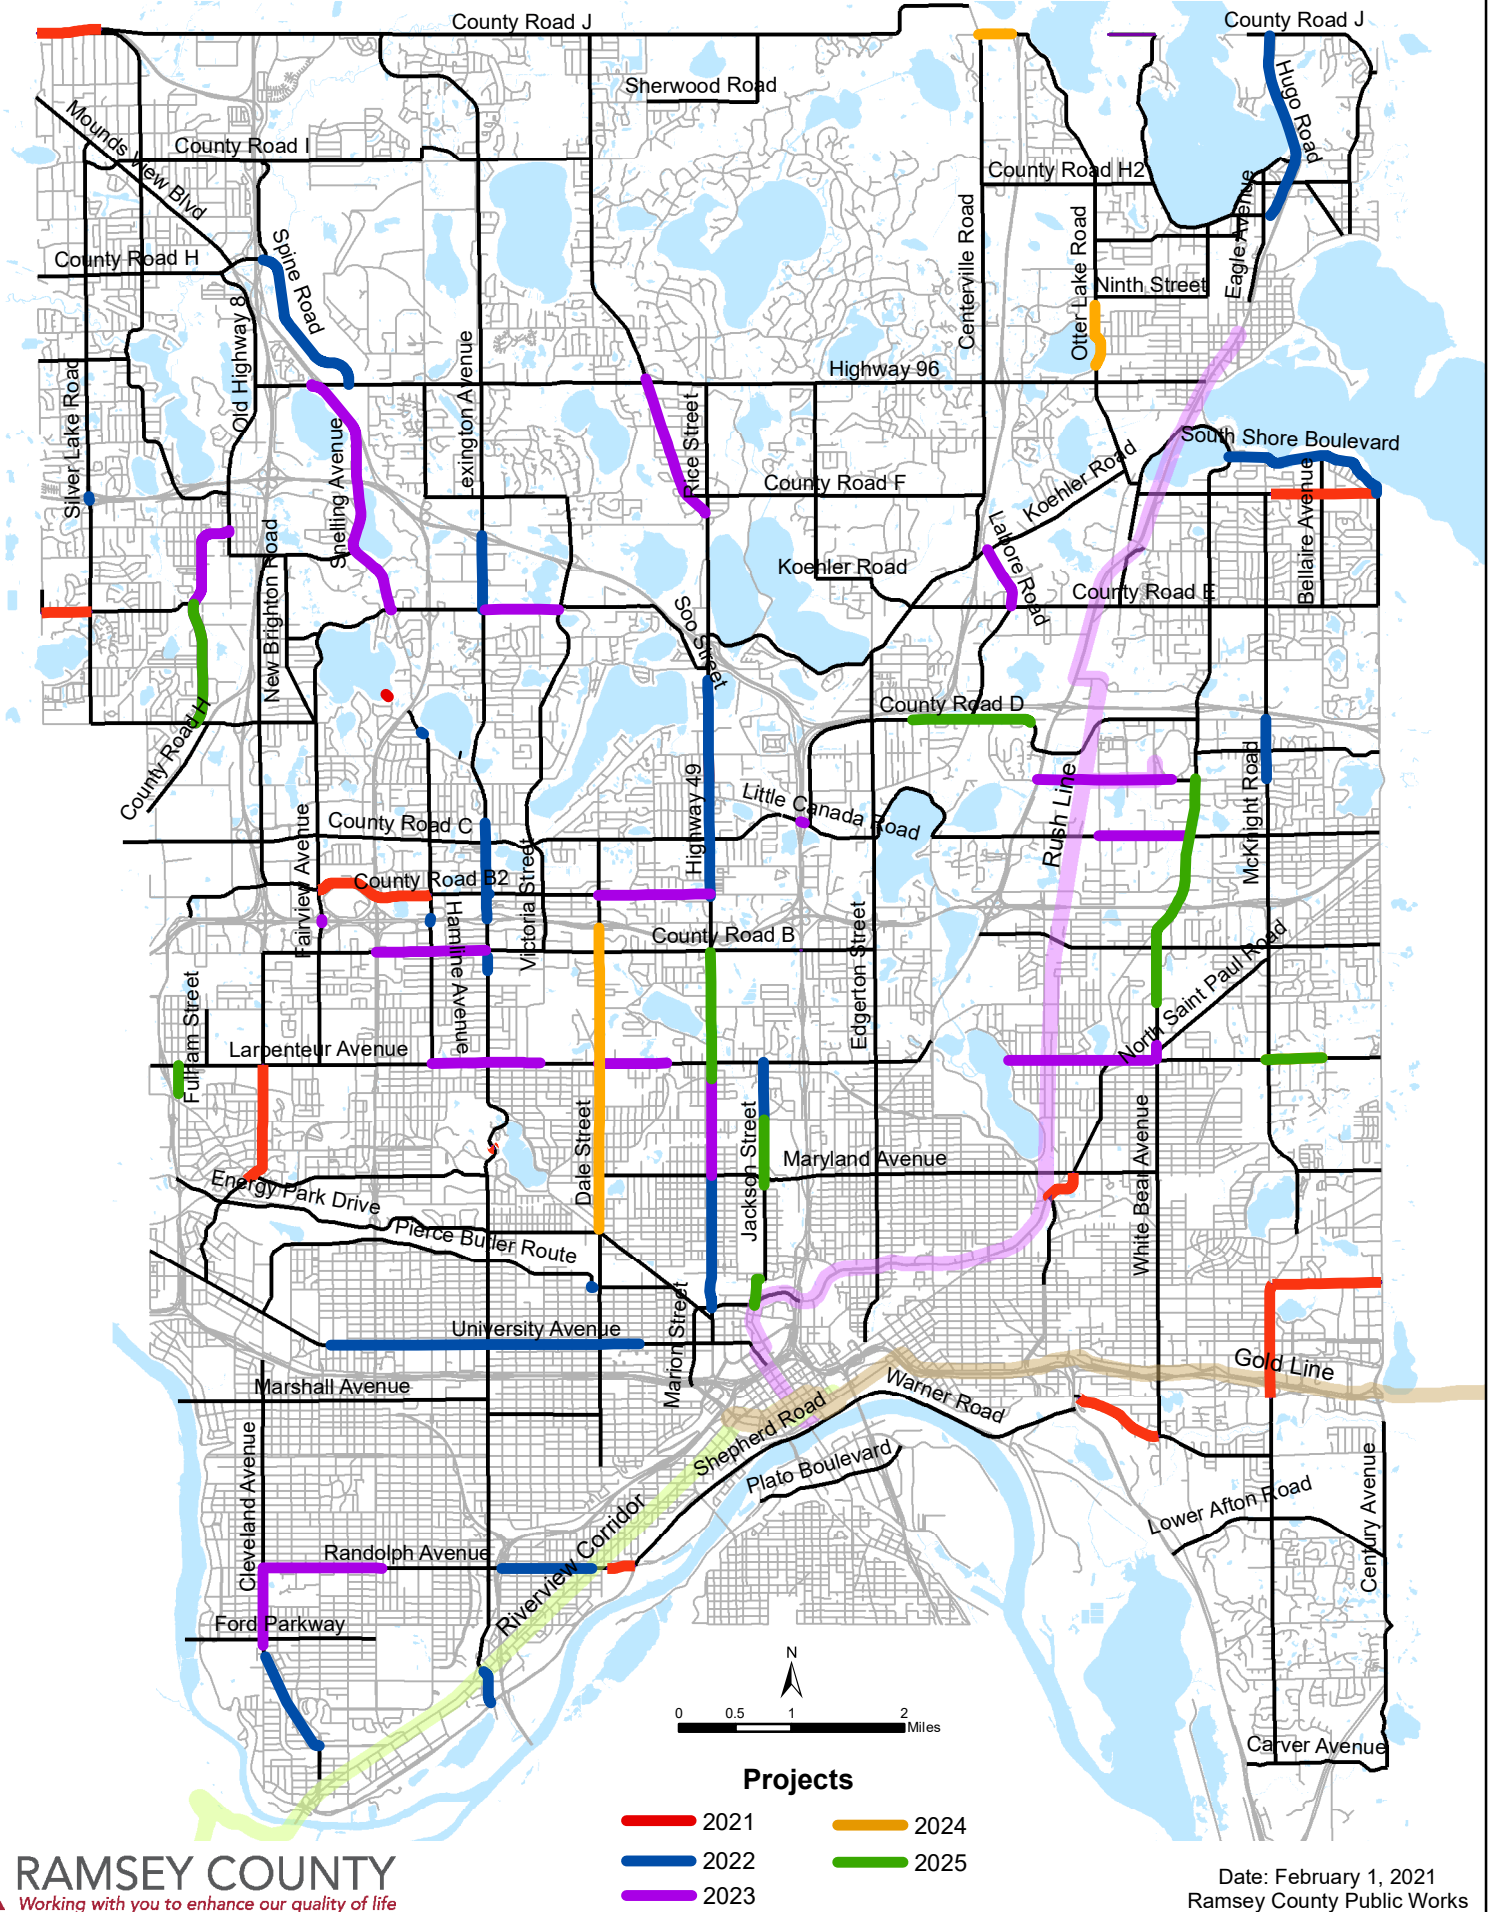 County Road J
County Road J
Sherwood Road
Hugo Road
Mounds View Blvd
County Road I
County Road H2
Eagle Avenue
Centerville Road
Otter Lake Road
County Road H
Spine Road
Ninth Street
Old Highway 8
Lexington Avenue
Highway 96
Silver Lake Road
Snelling Avenue
Rice Street
South Shore Boulevard
Koehler Road
County Road F
Bellaire Avenue
Labore Road
New Brighton Road
Koehler Road
County Road E
Soo Street
County Road H
County Road D
Little Canada Road
Rush Line
McKnight Road
Highway 49
County Road C
Fairview Avenue
Victoria Street
County Road B2
Hamline Avenue
County Road B
Edgerton Street
North Saint Paul Road
Fulham Street
Larpenteur Avenue
Dale Street
Jackson Street
Maryland Avenue
White Bear Avenue
Energy Park Drive
Pierce Butler Route
Marion Street
University Avenue
Gold Line
Marshall Avenue
Warner Road
Shepherd Road
Plato Boulevard
Cleveland Avenue
Lower Afton Road
Century Avenue
Randolph Avenue
Riverview Corridor
Ford Parkway
N
0 0.5 1 2
Miles
Carver Avenue
Projects
2021
2024
2022
2025
2023
RAMSEY COUNTY
Working with you to enhance our quality of life
Date: February 1, 2021
Ramsey County Public Works